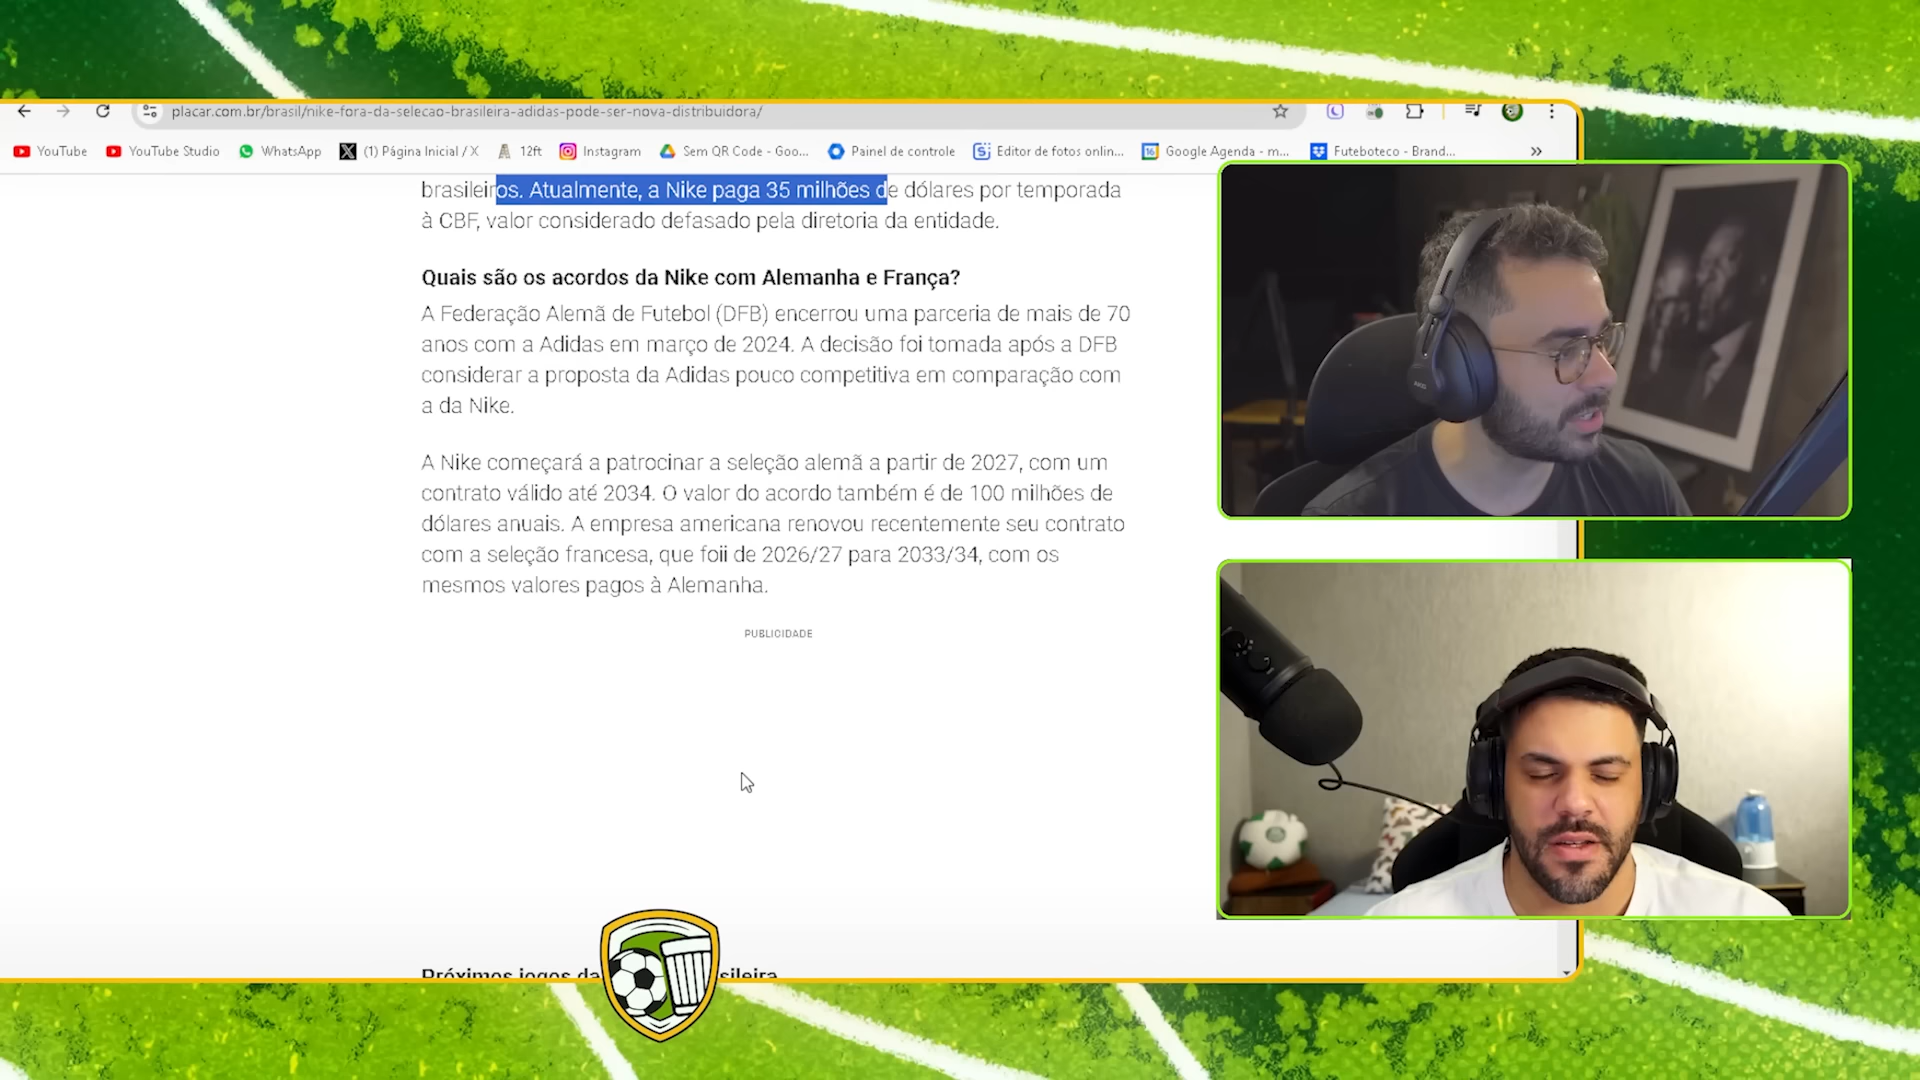 placar.com.br/brasil/nike-fora-da-selecao-brasileira-adidas-pode-ser-nova-distribuidora/
YouTube YouTube Studio WhatsApp (1) Página Inicial / X 12ft Instagram Sem QR Code - Goo... Painel de controle Editor de fotos onlin... Google Agenda - m... Futeboteco - Brand... »
brasileiros. Atualmente, a Nike paga 35 milhões de dólares por temporada
à CBF, valor considerado defasado pela diretoria da entidade.
Quais são os acordos da Nike com Alemanha e França?
A Federação Alemã de Futebol (DFB) encerrou uma parceria de mais de 70
anos com a Adidas em março de 2024. A decisão foi tomada após a DFB
considerar a proposta da Adidas pouco competitiva em comparação com
a da Nike.
A Nike começará a patrocinar a seleção alemã a partir de 2027, com um
contrato válido até 2034. O valor do acordo também é de 100 milhões de
dólares anuais. A empresa americana renovou recentemente seu contrato
com a seleção francesa, que foii de 2026/27 para 2033/34, com os
mesmos valores pagos à Alemanha.
PUBLICIDADE
Próximos jogos da sileira